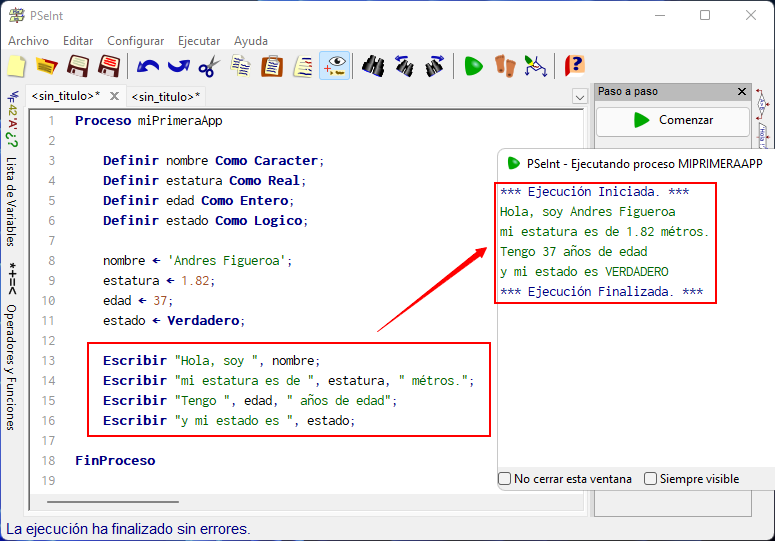 PSeInt
Archivo Editar Configurar Ejecutar Ayuda
<sin_titulo>* <sin_titulo>*
Lista de Variables
*+=< Operadores y Funciones
1 Proceso miPrimeraApp
2
3 Definir nombre Como Caracter;
4 Definir estatura Como Real;
5 Definir edad Como Entero;
6 Definir estado Como Logico;
7
8 nombre ← 'Andres Figueroa';
9 estatura ← 1.82;
10 edad ← 37;
11 estado ← Verdadero;
12
13 Escribir "Hola, soy ", nombre;
14 Escribir "mi estatura es de ", estatura, " métros.";
15 Escribir "Tengo ", edad, " años de edad";
16 Escribir "y mi estado es ", estado;
17
18 FinProceso
19
Paso a paso
Comenzar
PSeInt - Ejecutando proceso MIPRIMERAAPP
*** Ejecución Iniciada. ***
Hola, soy Andres Figueroa
mi estatura es de 1.82 métros.
Tengo 37 años de edad
y mi estado es VERDADERO
*** Ejecución Finalizada. ***
No cerrar esta ventana Siempre visible
La ejecución ha finalizado sin errores.